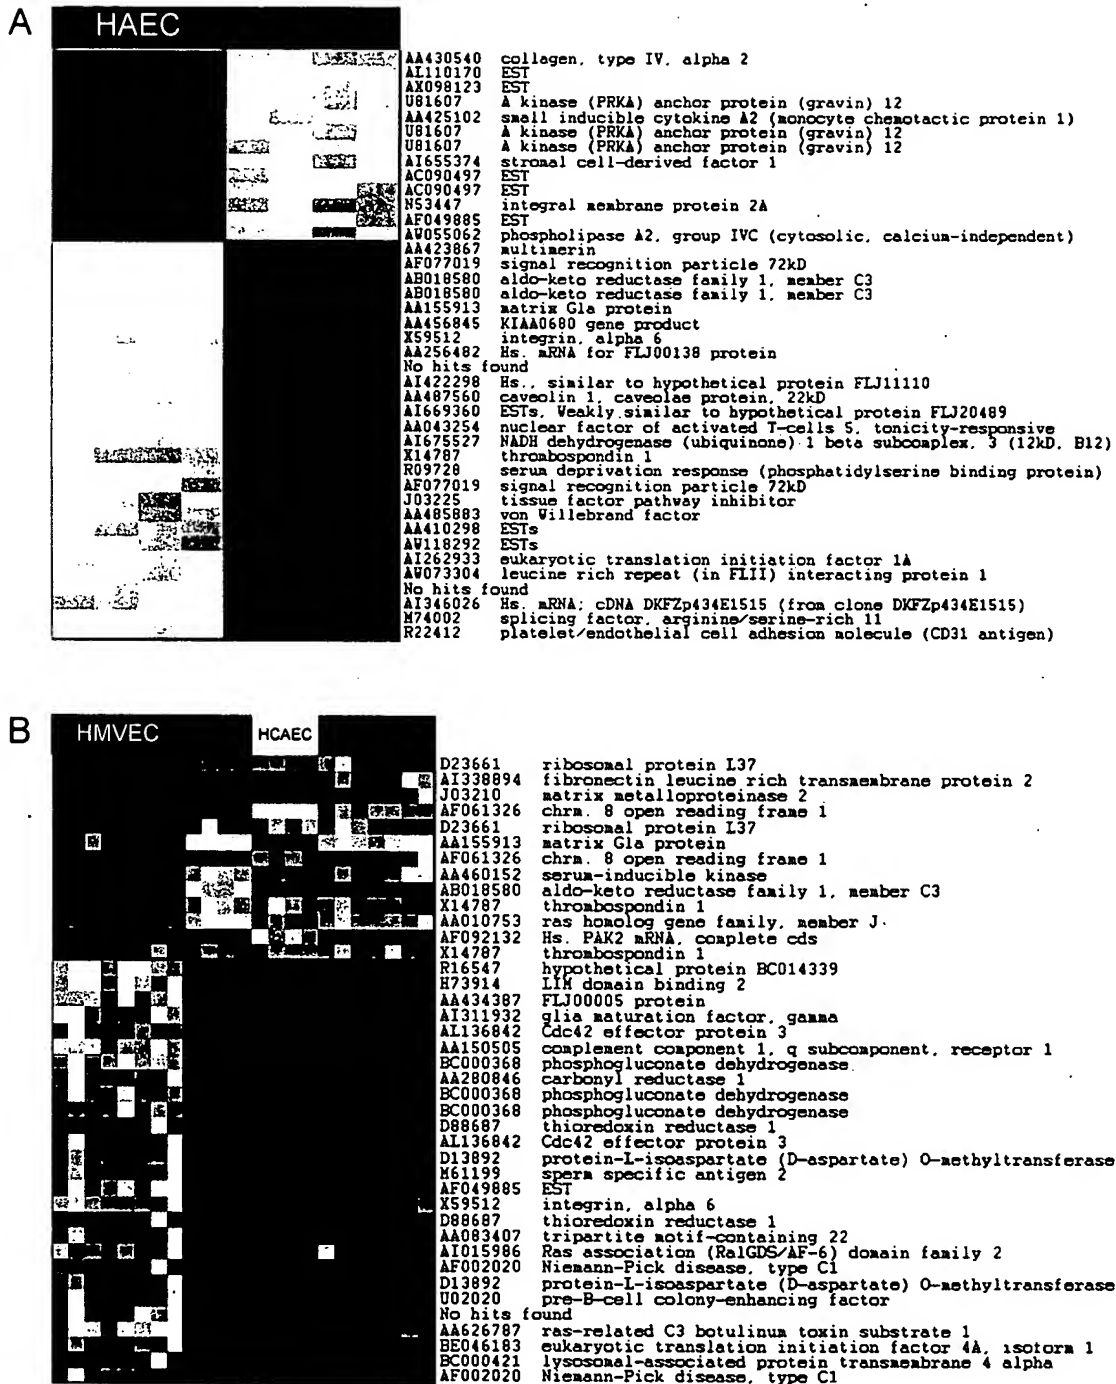 A
HAEC
AA430540 collagen, type IV, alpha 2
AL110170 EST
AX098123 EST
U81607 A kinase (PRKA) anchor protein (gravin) 12
AA425102 small inducible cytokine A2 (monocyte chemotactic protein 1)
U81607 A kinase (PRKA) anchor protein (gravin) 12
U81607 A kinase (PRKA) anchor protein (gravin) 12
AI655374 stromal cell-derived factor 1
AC090497 EST
AC090497 EST
N53447 integral membrane protein 2A
AF049885 EST
AW055062 phospholipase A2, group IVC (cytosolic, calcium-independent)
AA423867 multimerin
AF077019 signal recognition particle 72kD
AB018580 aldo-keto reductase family 1, member C3
AB018580 aldo-keto reductase family 1, member C3
AA155913 matrix Gla protein
AA456845 KIAA0680 gene product
X59512 integrin, alpha 6
AA256482 Hs. mRNA for FLJ00138 protein
No hits found
AI422298 Hs., similar to hypothetical protein FLJ11110
AA487560 caveolin 1, caveolae protein, 22kD
AI669360 ESTs, Weakly similar to hypothetical protein FLJ20489
AA043254 nuclear factor of activated T-cells 5, tonicity-responsive
AI675527 NADH dehydrogenase (ubiquinone) 1 beta subcomplex, 3 (12kD, B12)
X14787 thrombospondin 1
R09728 serum deprivation response (phosphatidylserine binding protein)
AF077019 signal recognition particle 72kD
J03225 tissue factor pathway inhibitor
AA485883 von Willebrand factor
AA410298 ESTs
AW118292 ESTs
AI262933 eukaryotic translation initiation factor 1A
AW073304 leucine rich repeat (in FLII) interacting protein 1
No hits found
AI346026 Hs. mRNA; cDNA DKFZp434E1515 (from clone DKFZp434E1515)
M74002 splicing factor, arginine/serine-rich 11
R22412 platelet/endothelial cell adhesion molecule (CD31 antigen)
B
HMVEC HCAEC
D23661 ribosomal protein L37
AI338894 fibronectin leucine rich transmembrane protein 2
J03210 matrix metalloproteinase 2
AF061326 chrm. 8 open reading frame 1
D23661 ribosomal protein L37
AA155913 matrix Gla protein
AF061326 chrm. 8 open reading frame 1
AA460152 serum-inducible kinase
AB018580 aldo-keto reductase family 1, member C3
X14787 thrombospondin 1
AA010753 ras homolog gene family, member J
AF092132 Hs. PAK2 mRNA, complete cds
X14787 thrombospondin 1
R16547 hypothetical protein BC014339
H73914 LIM domain binding 2
AA434387 FLJ00005 protein
AI311932 glia maturation factor, gamma
AL136842 Cdc42 effector protein 3
AA150505 complement component 1, q subcomponent, receptor 1
BC000368 phosphogluconate dehydrogenase
AA280846 carbonyl reductase 1
BC000368 phosphogluconate dehydrogenase
BC000368 phosphogluconate dehydrogenase
D88687 thioredoxin reductase 1
AL136842 Cdc42 effector protein 3
D13892 protein-L-isoaspartate (D-aspartate) O-methyltransferase
M61199 sperm specific antigen 2
AF049885 EST
X59512 integrin, alpha 6
D88687 thioredoxin reductase 1
AA083407 tripartite motif-containing 22
AI015986 Ras association (RalGDS/AF-6) domain family 2
AF002020 Niemann-Pick disease, type C1
D13892 protein-L-isoaspartate (D-aspartate) O-methyltransferase
U02020 pre-B-cell colony-enhancing factor
No hits found
AA626787 ras-related C3 botulinum toxin substrate 1
BE046183 eukaryotic translation initiation factor 4A, isoform 1
BC000421 lysosomal-associated protein transmembrane 4 alpha
AF002020 Niemann-Pick disease, type C1